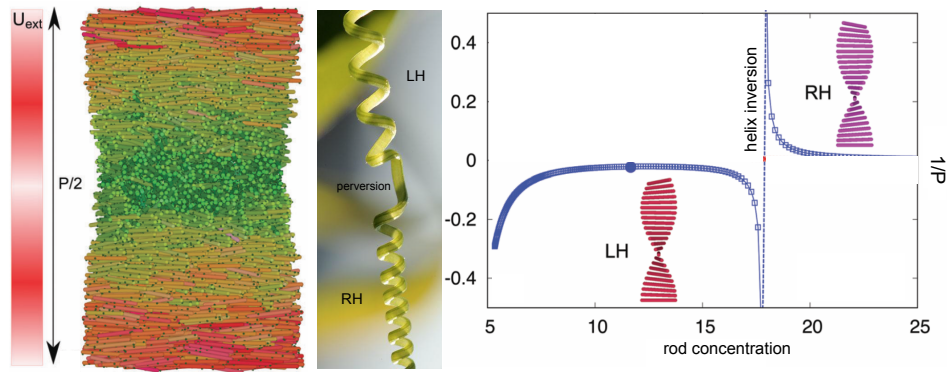 U_ext
P/2
LH
perversion
RH
0.4
0.2
0
-0.2
-0.4
helix inversion
RH
LH
1/P
5
10
15
20
25
rod concentration